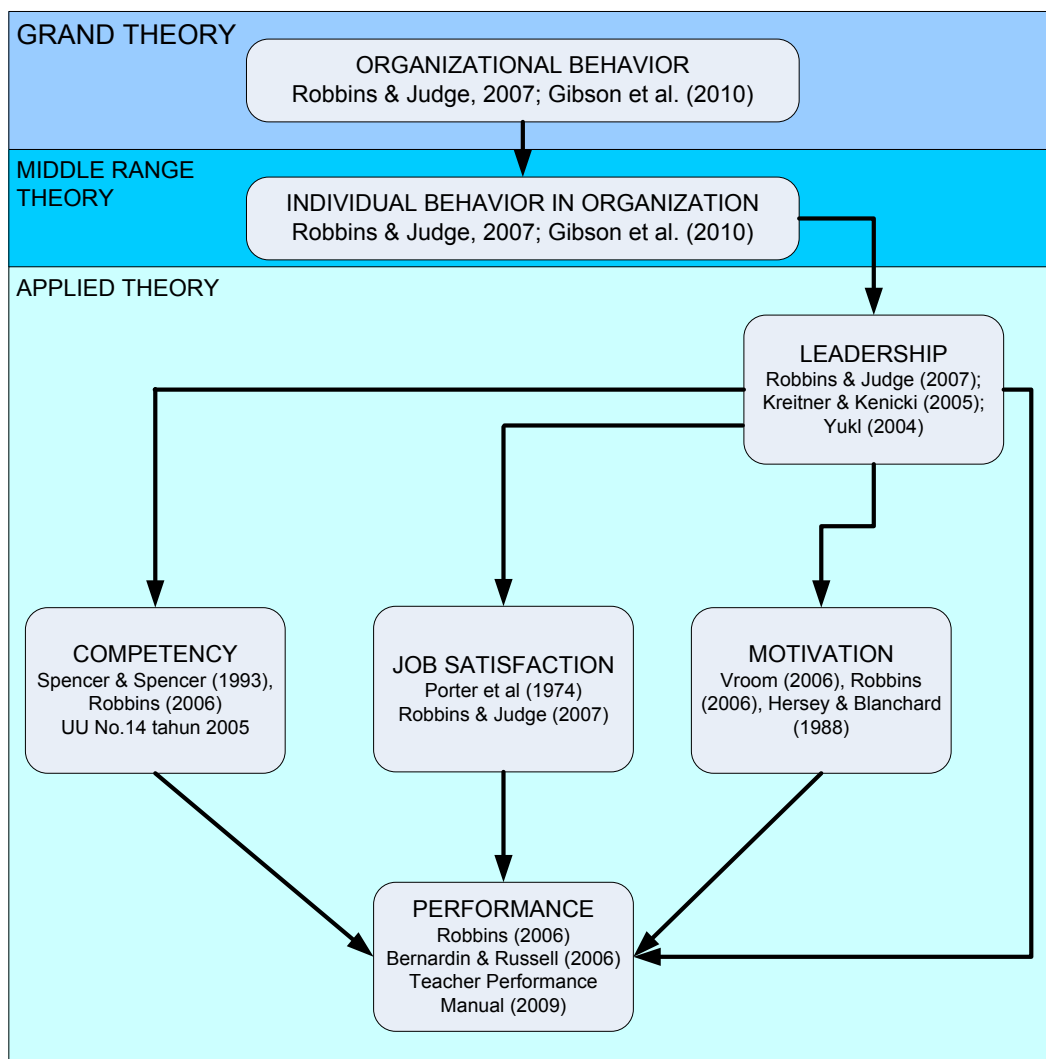 GRAND THEORY
ORGANIZATIONAL BEHAVIOR
Robbins & Judge, 2007; Gibson et al. (2010)
MIDDLE RANGE
THEORY
INDIVIDUAL BEHAVIOR IN ORGANIZATION
Robbins & Judge, 2007; Gibson et al. (2010)
APPLIED THEORY
LEADERSHIP
Robbins & Judge (2007);
Kreitner & Kenicki (2005);
Yukl (2004)
COMPETENCY
Spencer & Spencer (1993),
Robbins (2006)
UU No.14 tahun 2005
JOB SATISFACTION
Porter et al (1974)
Robbins & Judge (2007)
MOTIVATION
Vroom (2006), Robbins
(2006), Hersey & Blanchard
(1988)
PERFORMANCE
Robbins (2006)
Bernardin & Russell (2006)
Teacher Performance
Manual (2009)